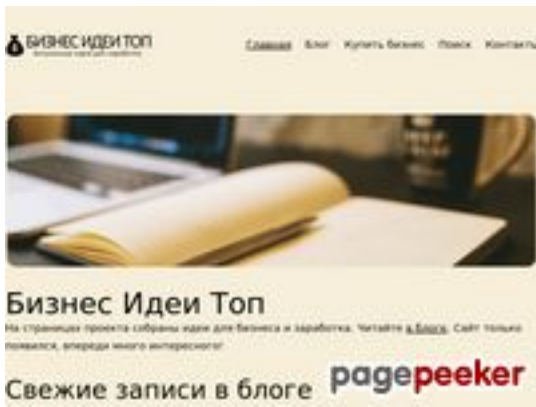 БИЗНЕС ИДЕИ ТОП
Главная Блог Купить бизнес Поиск Контакты
Бизнес Идеи Топ
На страницах проекта собраны идеи для бизнеса и заработка. Читайте в блоге. Сайт только
появился, впереди много интересного!
Свежие записи в блоге
pagepeeker